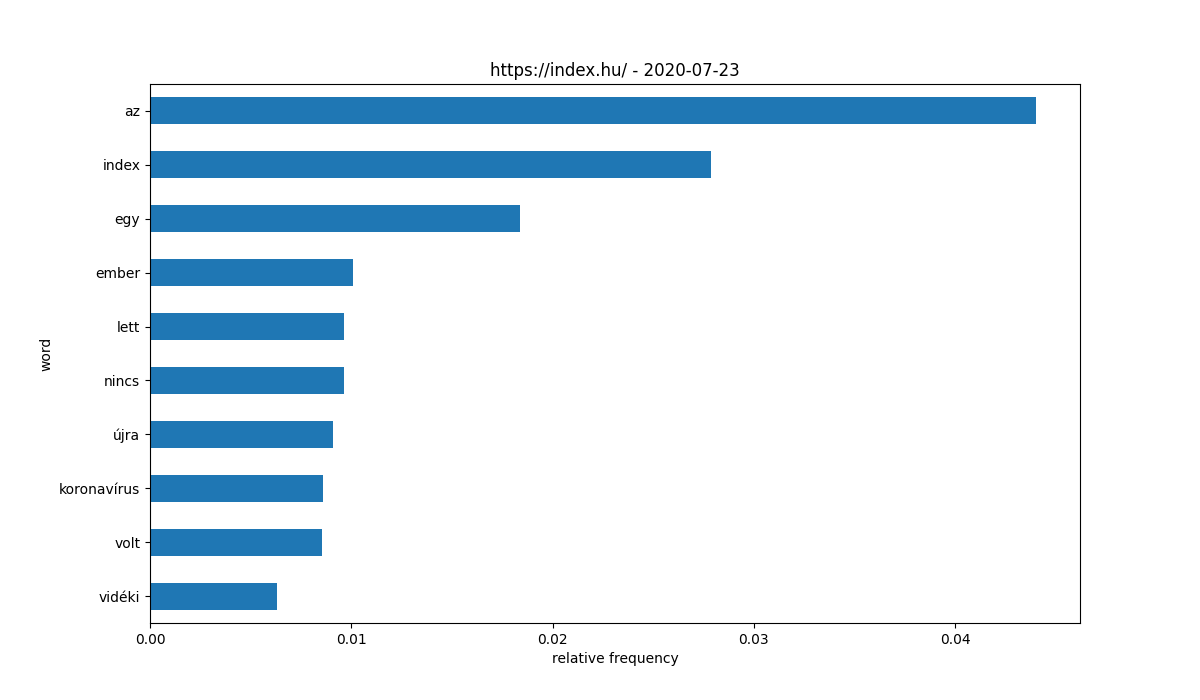 https://index.hu/ - 2020-07-23
az
index
egy
ember
lett
nincs
újra
koronavírus
volt
vidéki
word
0.00 0.01 0.02 0.03 0.04
relative frequency